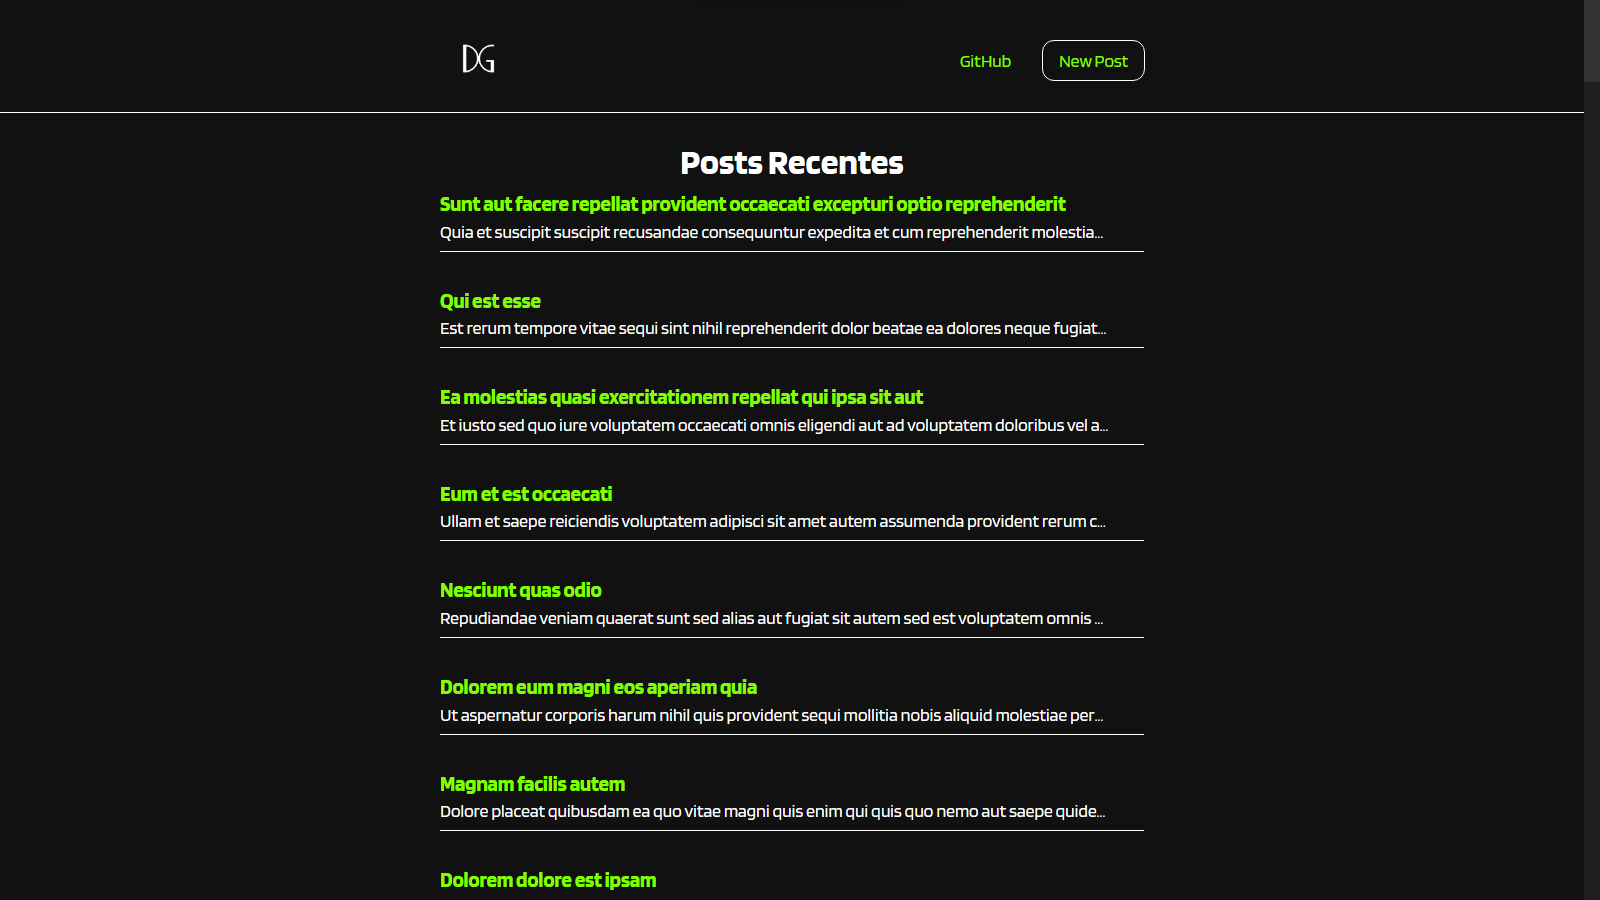 DG
GitHub
New Post
Posts Recentes
Sunt aut facere repellat provident occaecati excepturi optio reprehenderit
Quia et suscipit suscipit recusandae consequuntur expedita et cum reprehenderit molestia...
Qui est esse
Est rerum tempore vitae sequi sint nihil reprehenderit dolor beatae ea dolores neque fugiat...
Ea molestias quasi exercitationem repellat qui ipsa sit aut
Et iusto sed quo iure voluptatem occaecati omnis eligendi aut ad voluptatem doloribus vel a...
Eum et est occaecati
Ullam et saepe reiciendis voluptatem adipisci sit amet autem assumenda provident rerum c...
Nesciunt quas odio
Repudiandae veniam quaerat sunt sed alias aut fugiat sit autem sed est voluptatem omnis ...
Dolorem eum magni eos aperiam quia
Ut aspernatur corporis harum nihil quis provident sequi mollitia nobis aliquid molestiae per...
Magnam facilis autem
Dolore placeat quibusdam ea quo vitae magni quis enim qui quis quo nemo aut saepe quide...
Dolorem dolore est ipsam